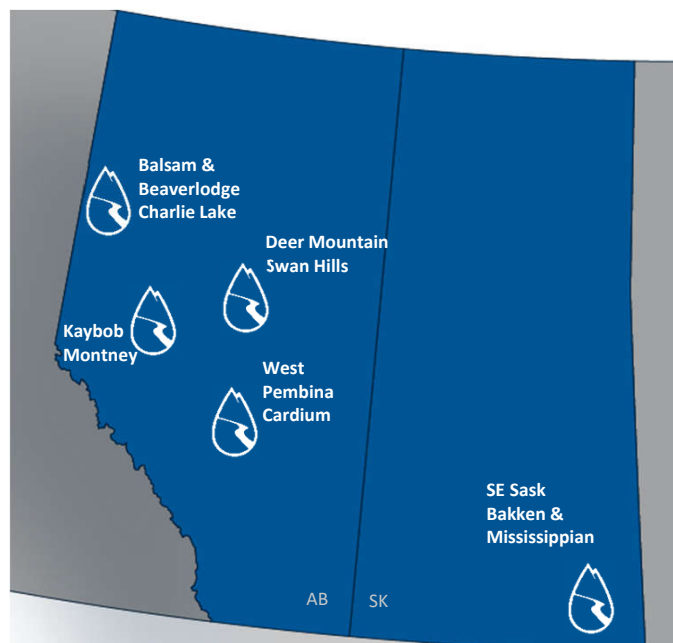 Balsam &
Beaverlodge
Charlie Lake
Deer Mountain
Swan Hills
Kaybob
Montney
West
Pembina
Cardium
SE Sask
Bakken &
Mississippian
AB
SK